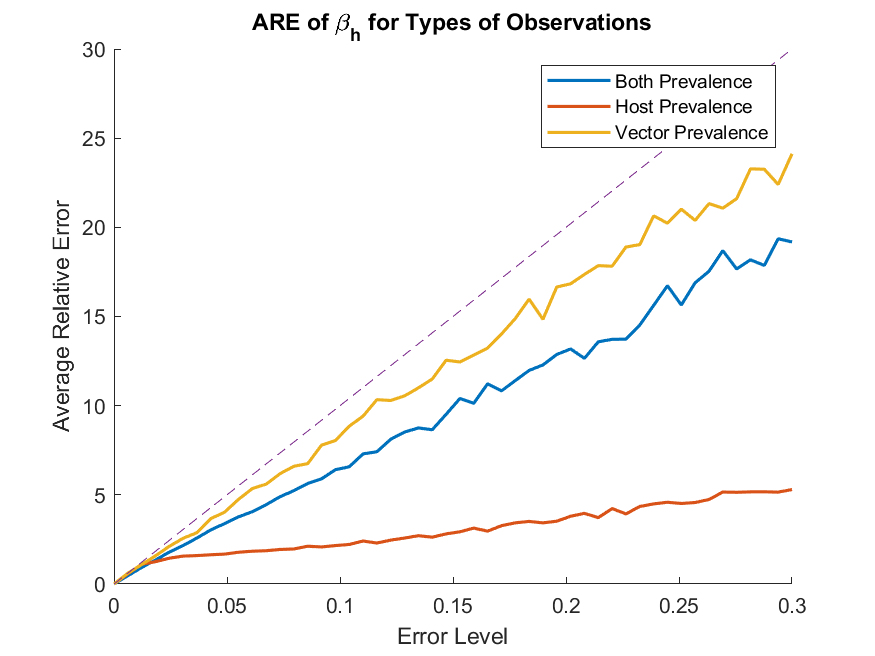 ARE of βh for Types of Observations
30
25
20
15
10
5
0
Average Relative Error
Both Prevalence
Host Prevalence
Vector Prevalence
0 0.05 0.1 0.15 0.2 0.25 0.3
Error Level